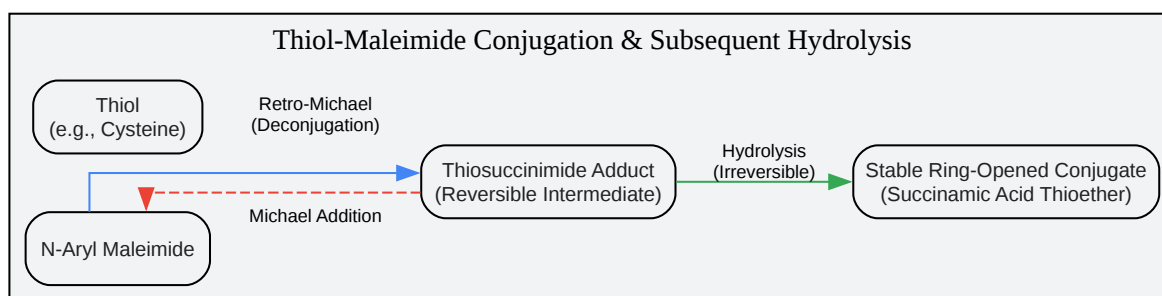 Thiol-Maleimide Conjugation & Subsequent Hydrolysis
Thiol
(e.g., Cysteine)
Retro-Michael
(Deconjugation)
Thiosuccinimide Adduct
(Reversible Intermediate)
Hydrolysis
(Irreversible)
Stable Ring-Opened Conjugate
(Succinamic Acid Thioether)
Michael Addition
N-Aryl Maleimide